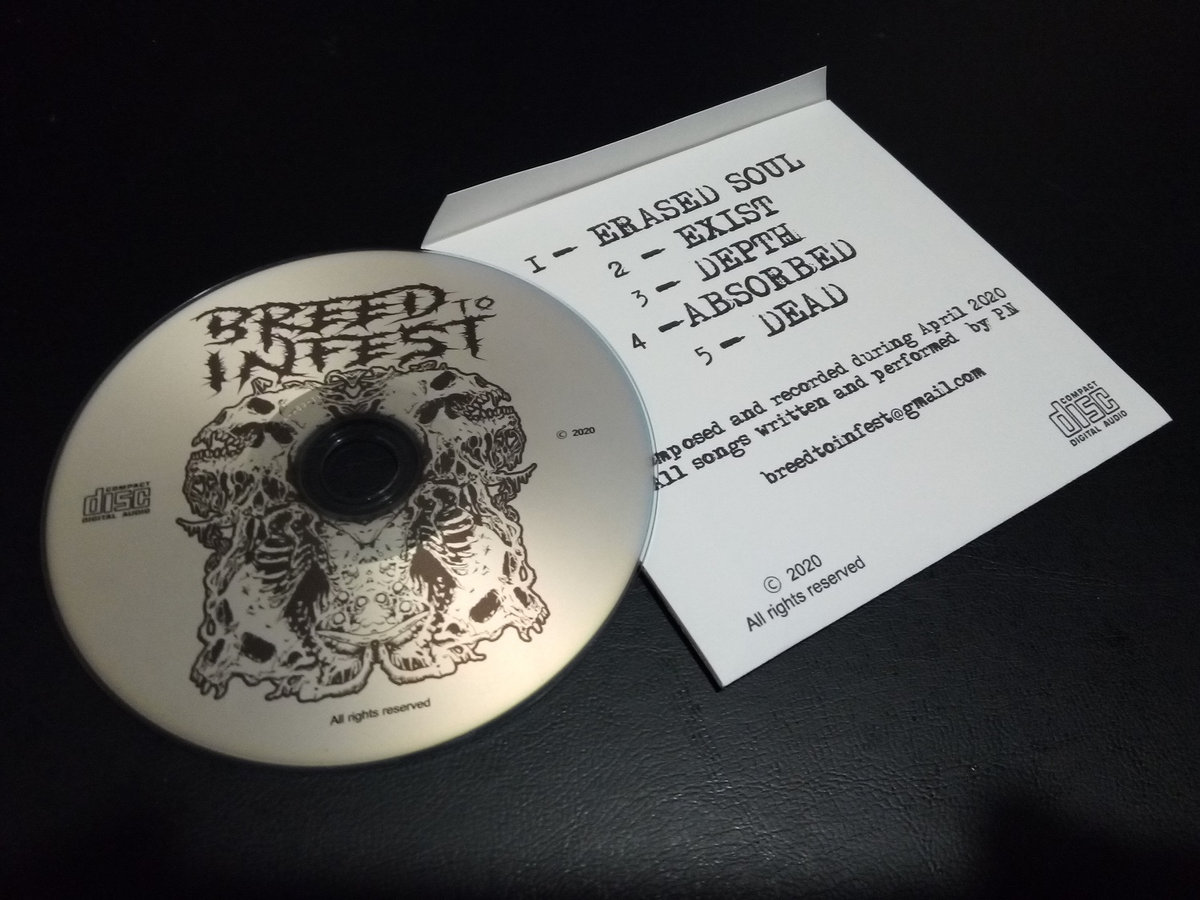 BREED TO
INFEST
© 2020
COMPACT
disc
DIGITAL AUDIO
All rights reserved
1 - ERASED SOUL
2 - EXIST
3 - DEPTH
4 - ABSORBED
5 - DEAD
mposed and recorded during April 2020
ll songs written and performed by PN
breedtoinfest@gmail.com
COMPACT
disc
DIGITAL AUDIO
© 2020
All rights reserved